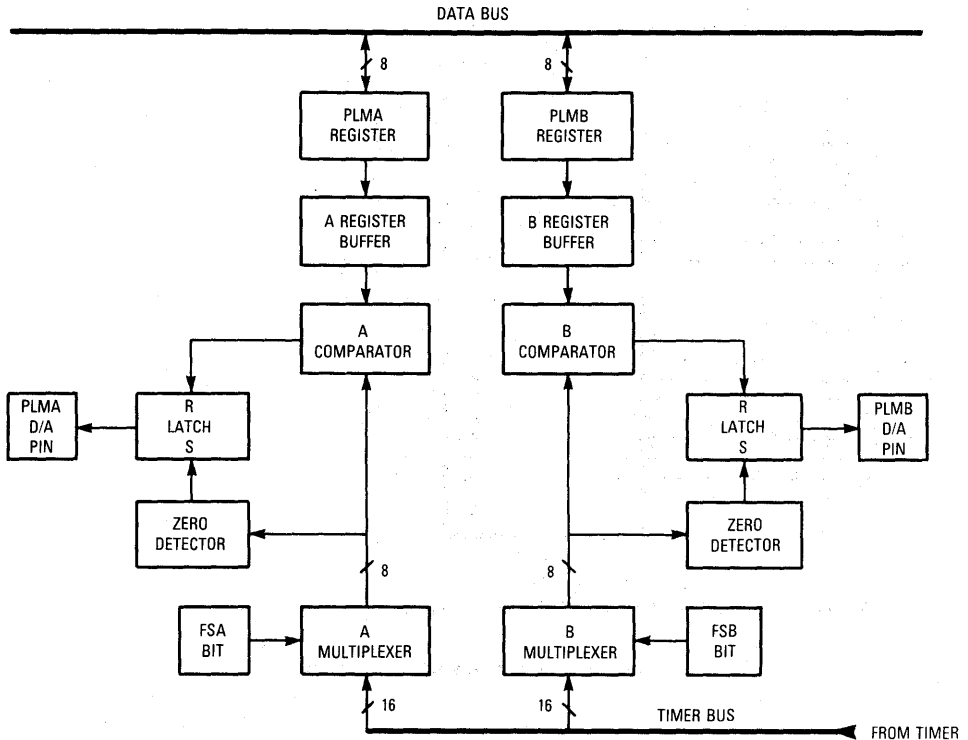 DATA BUS
8
8
PLMA
REGISTER
PLMB
REGISTER
A REGISTER
BUFFER
B REGISTER
BUFFER
A
COMPARATOR
B
COMPARATOR
PLMA
D/A
PIN
R
LATCH
S
R
LATCH
S
PLMB
D/A
PIN
ZERO
DETECTOR
ZERO
DETECTOR
8
8
FSA
BIT
A
MULTIPLEXER
B
MULTIPLEXER
FSB
BIT
16
16
TIMER BUS
FROM TIMER